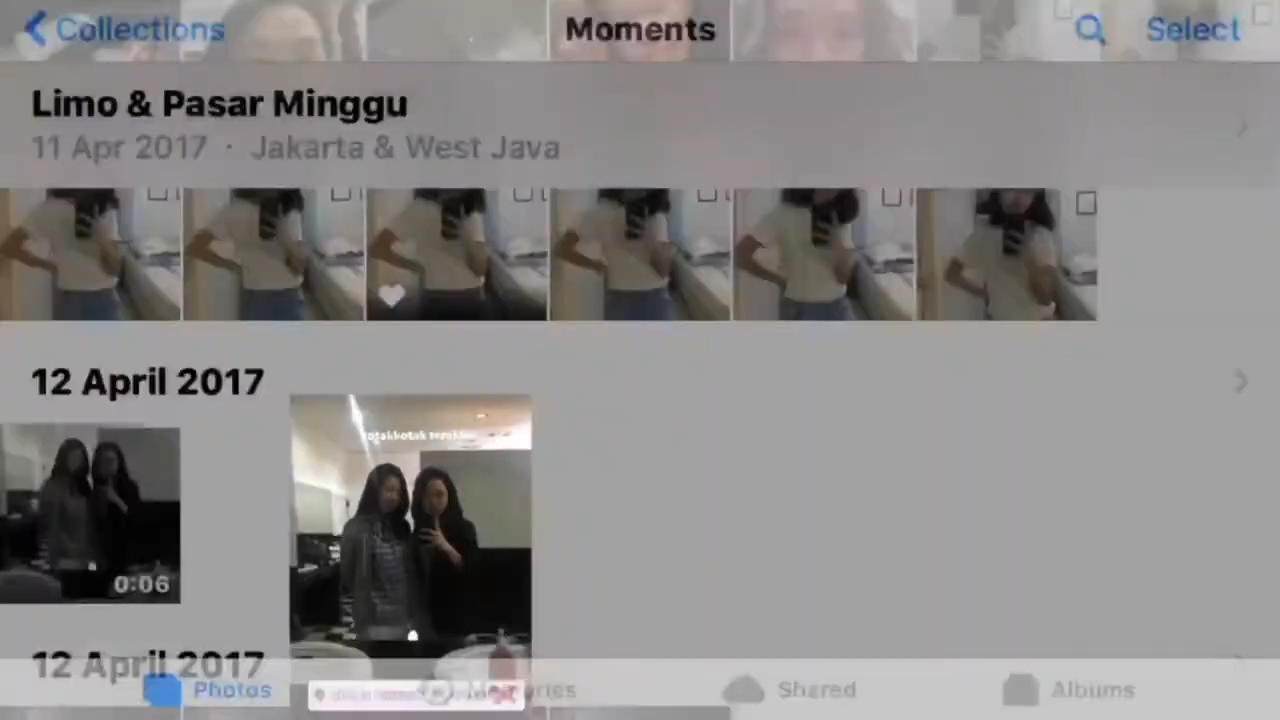 Collections
Moments
Select
Limo & Pasar Minggu
11 Apr 2017 · Jakarta & West Java
12 April 2017
0:06
12 April 2017
Photos
Memories
Shared
Albums